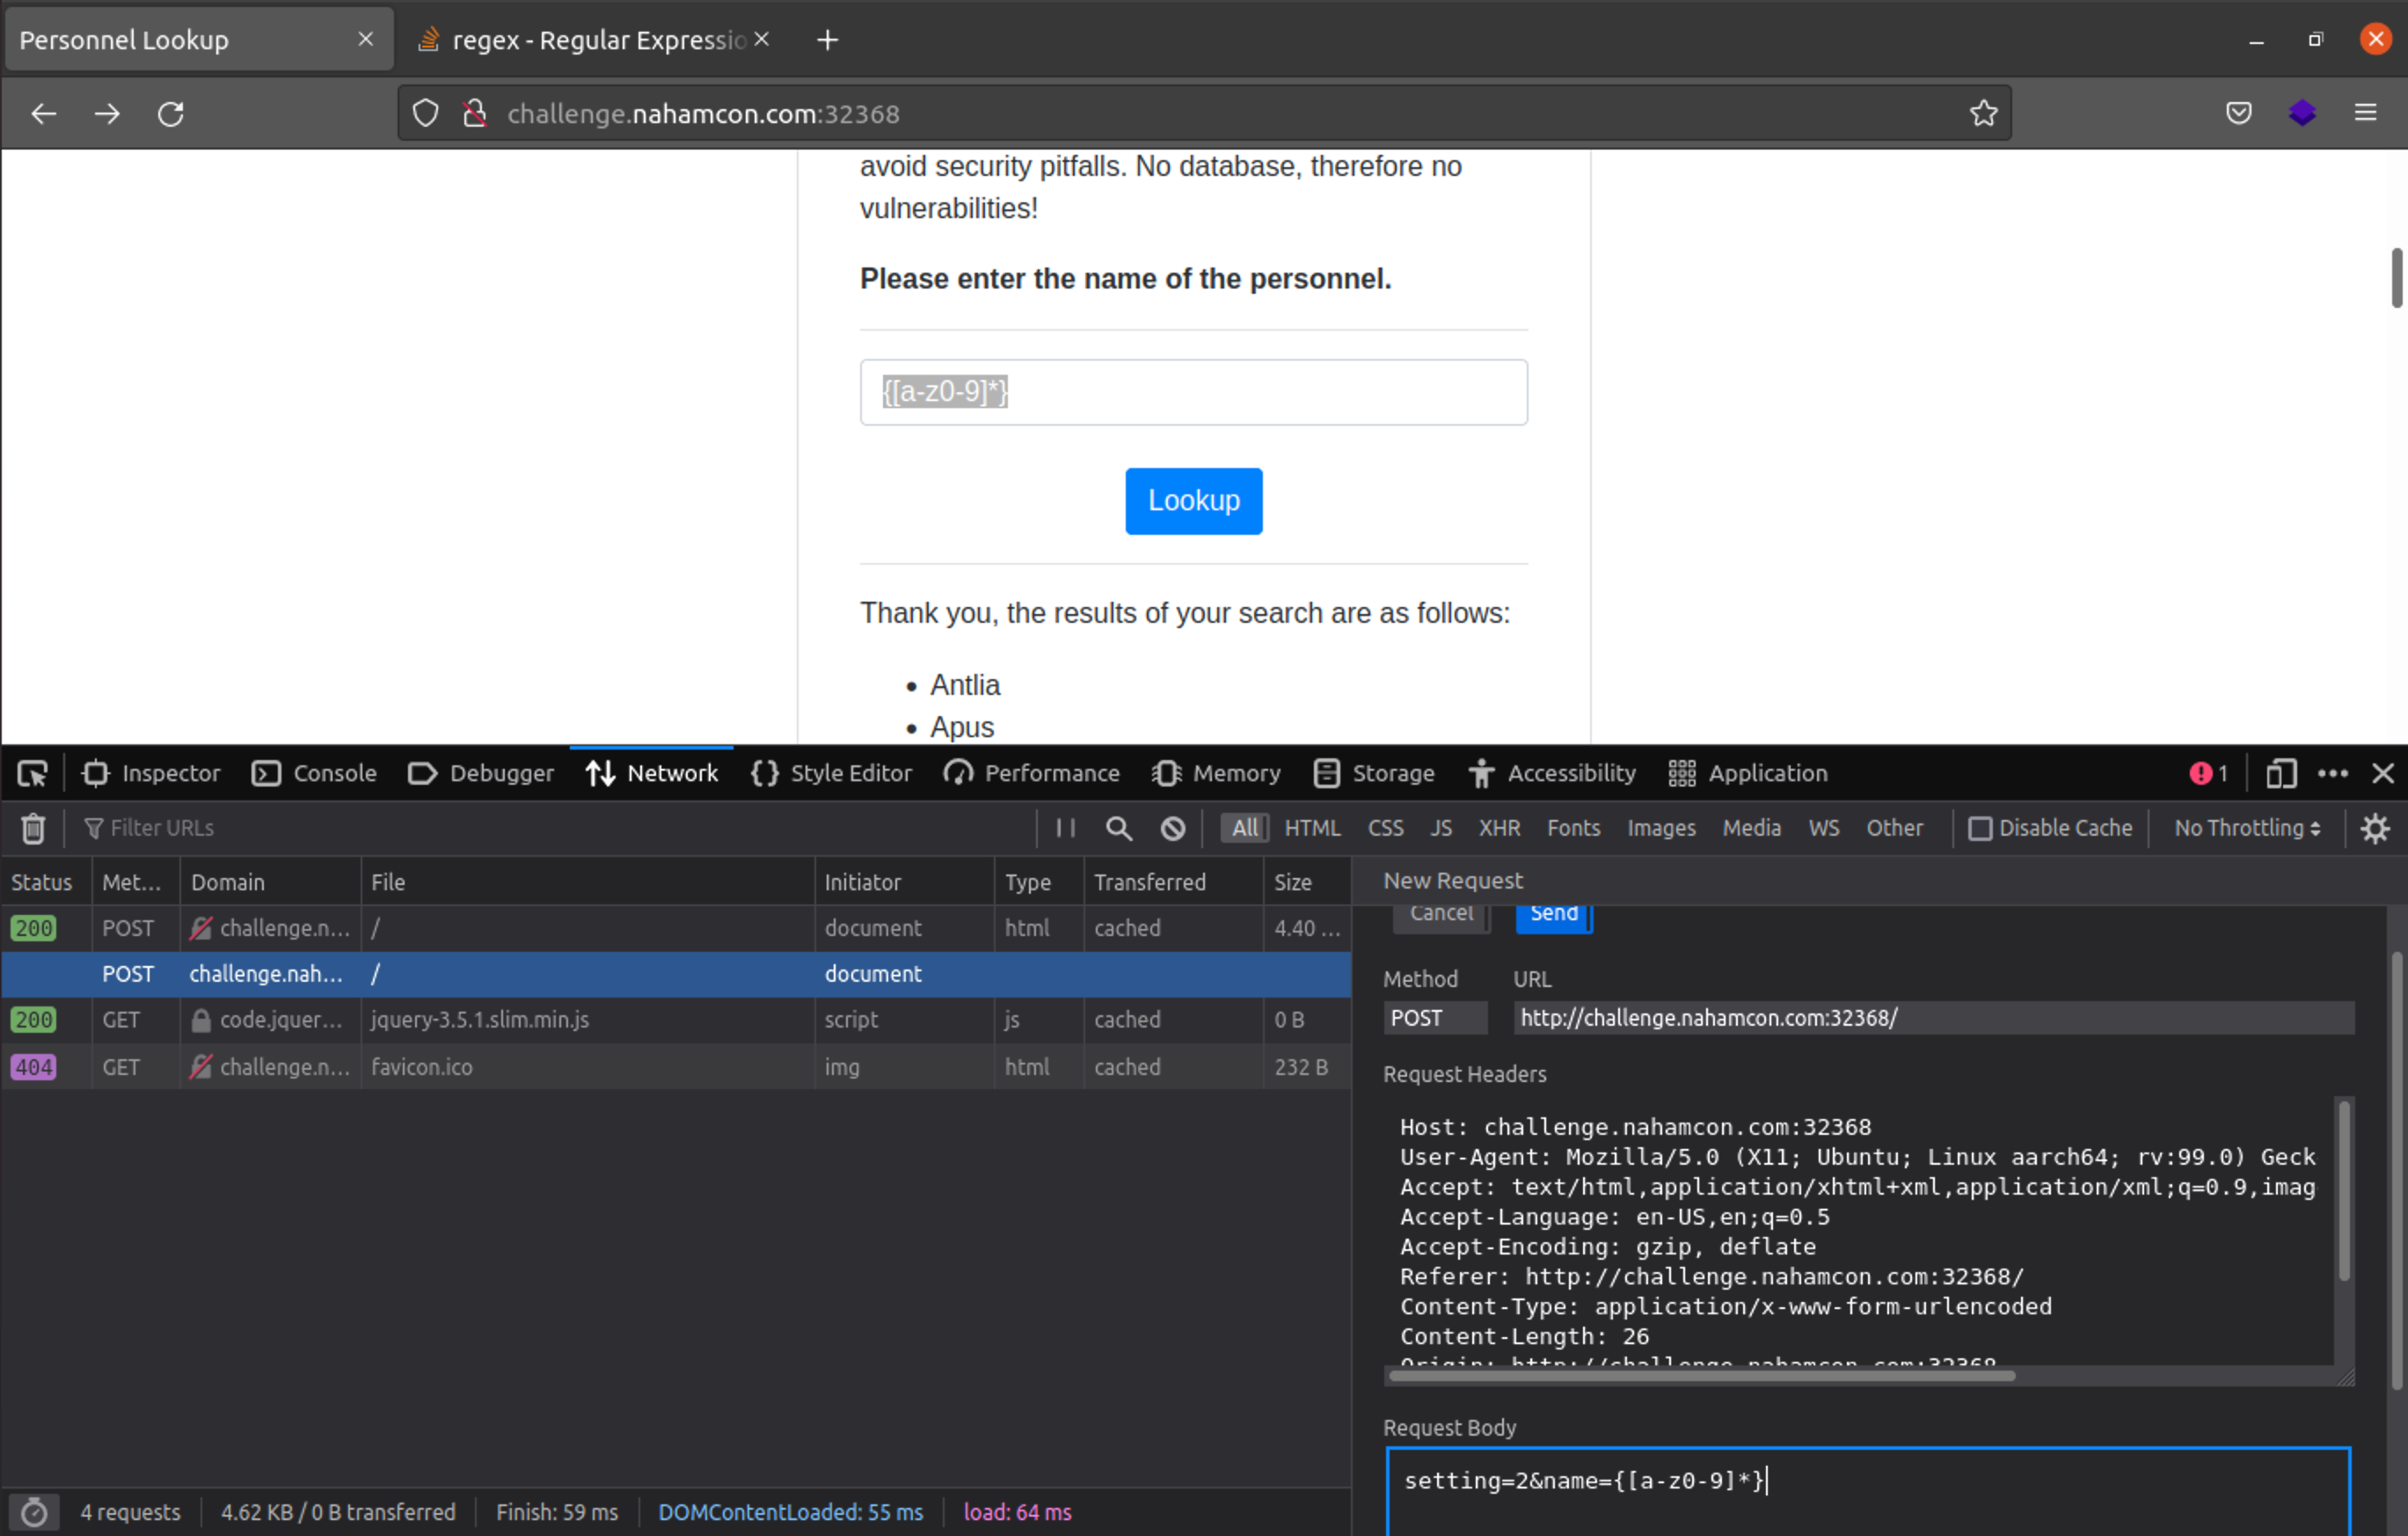 Personnel Lookup
regex - Regular Expressio
challenge.nahamcon.com:32368
avoid security pitfalls. No database, therefore no
vulnerabilities!
Please enter the name of the personnel.
{[a-z0-9]*}
Lookup
Thank you, the results of your search are as follows:
• Antlia
• Apus
Inspector Console Debugger Network Style Editor Performance Memory Storage Accessibility Application 1
Filter URLs All HTML CSS JS XHR Fonts Images Media WS Other Disable Cache No Throttling
Status Met... Domain File Initiator Type Transferred Size
200 POST challenge.n... / document html cached 4.40 ...
POST challenge.nah... / document
200 GET code.jquer... jquery-3.5.1.slim.min.js script js cached 0 B
404 GET challenge.n... favicon.ico img html cached 232 B
4 requests 4.62 KB / 0 B transferred Finish: 59 ms DOMContentLoaded: 55 ms load: 64 ms
New Request
Cancel Send
Method URL
POST http://challenge.nahamcon.com:32368/
Request Headers
Host: challenge.nahamcon.com:32368
User-Agent: Mozilla/5.0 (X11; Ubuntu; Linux aarch64; rv:99.0) Geck
Accept: text/html,application/xhtml+xml,application/xml;q=0.9,imag
Accept-Language: en-US,en;q=0.5
Accept-Encoding: gzip, deflate
Referer: http://challenge.nahamcon.com:32368/
Content-Type: application/x-www-form-urlencoded
Content-Length: 26
Origin: http://challenge.nahamcon.com:32368
Request Body
setting=2&name={[a-z0-9]*}